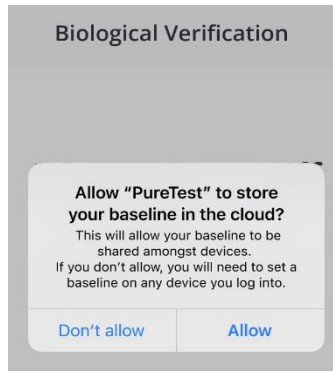 Biological Verification
Allow “PureTest” to store
your baseline in the cloud?
This will allow your baseline to be
shared amongst devices.
If you don’t allow, you will need to set a
baseline on any device you log into.
Don’t allow
Allow